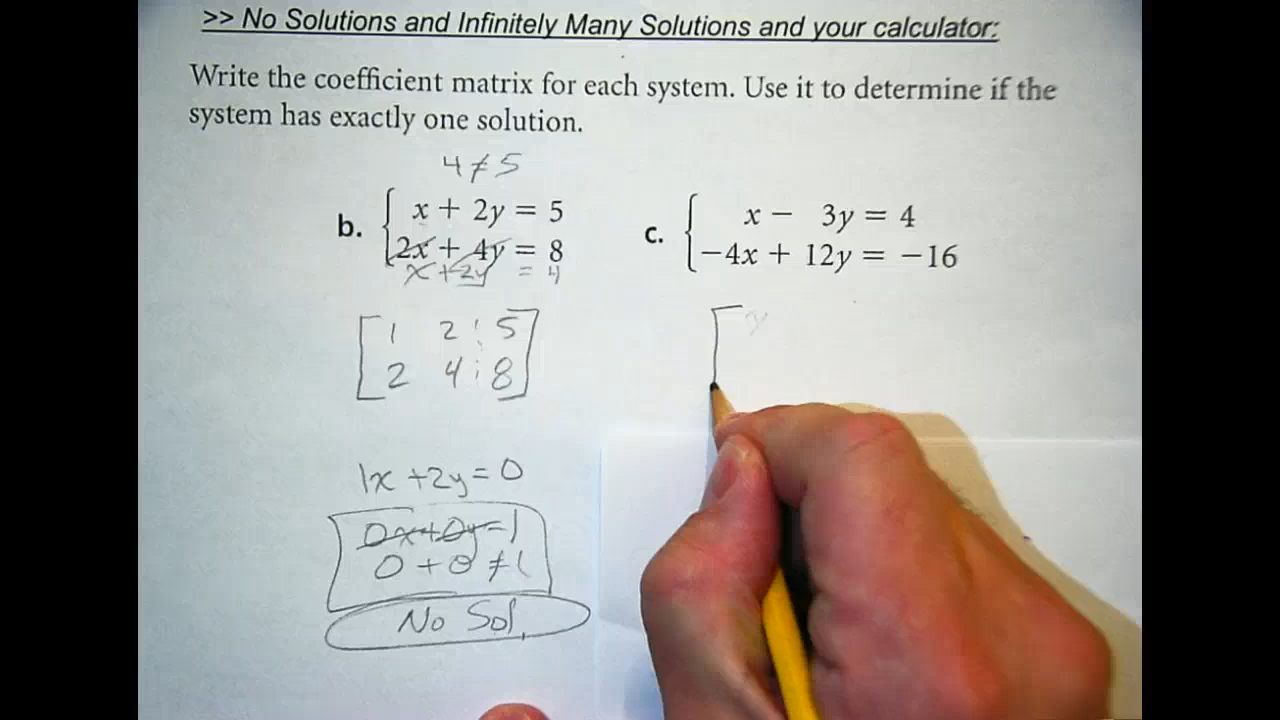 >> No Solutions and Infinitely Many Solutions and your calculator:
Write the coefficient matrix for each system. Use it to determine if the
system has exactly one solution.
4 ≠ 5
b.
x + 2y = 5
2x + 4y = 8
x + 2y = 4
1 2 5
2 4 8
1x + 2y = 0
0x + 0y = 1
0 + 0 ≠ 1
No Sol.
c.
x − 3y = 4
−4x + 12y = −16